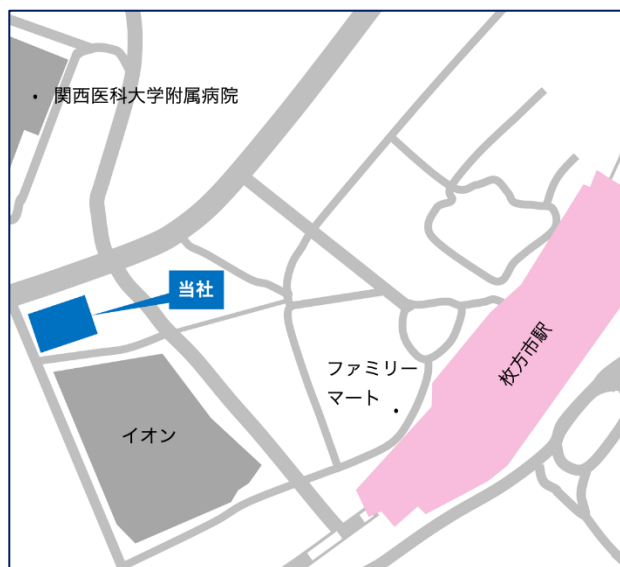 関西医科大学附属病院
当社
ファミリー
マート
枚方市駅
イオン